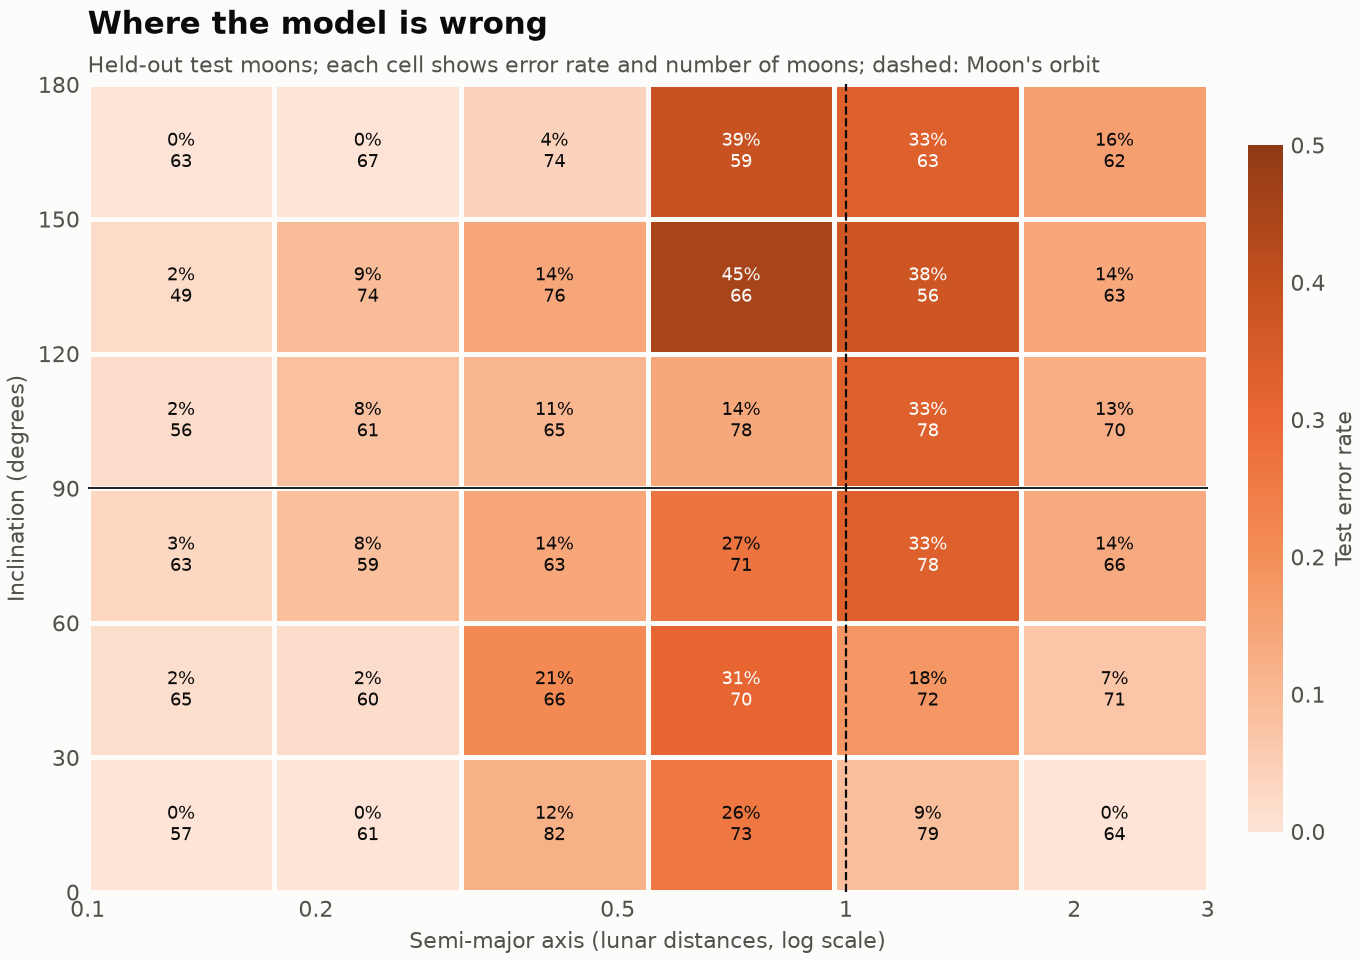 Where the model is wrong
Held-out test moons; each cell shows error rate and number of moons; dashed: Moon's orbit
180
0% 0% 4% 39% 33% 16%
63 67 74 59 63 62
150
2% 9% 14% 45% 38% 14%
49 74 76 66 56 63
120
2% 8% 11% 14% 33% 13%
56 61 65 78 78 70
90
3% 8% 14% 27% 33% 14%
63 59 63 71 78 66
60
2% 2% 21% 31% 18% 7%
65 60 66 70 72 71
30
0% 0% 12% 26% 9% 0%
57 61 82 73 79 64
0
0.1 0.2 0.5 1 2 3
Semi-major axis (lunar distances, log scale)
Inclination (degrees)
0.5
0.4
0.3
0.2
0.1
0.0
Test error rate